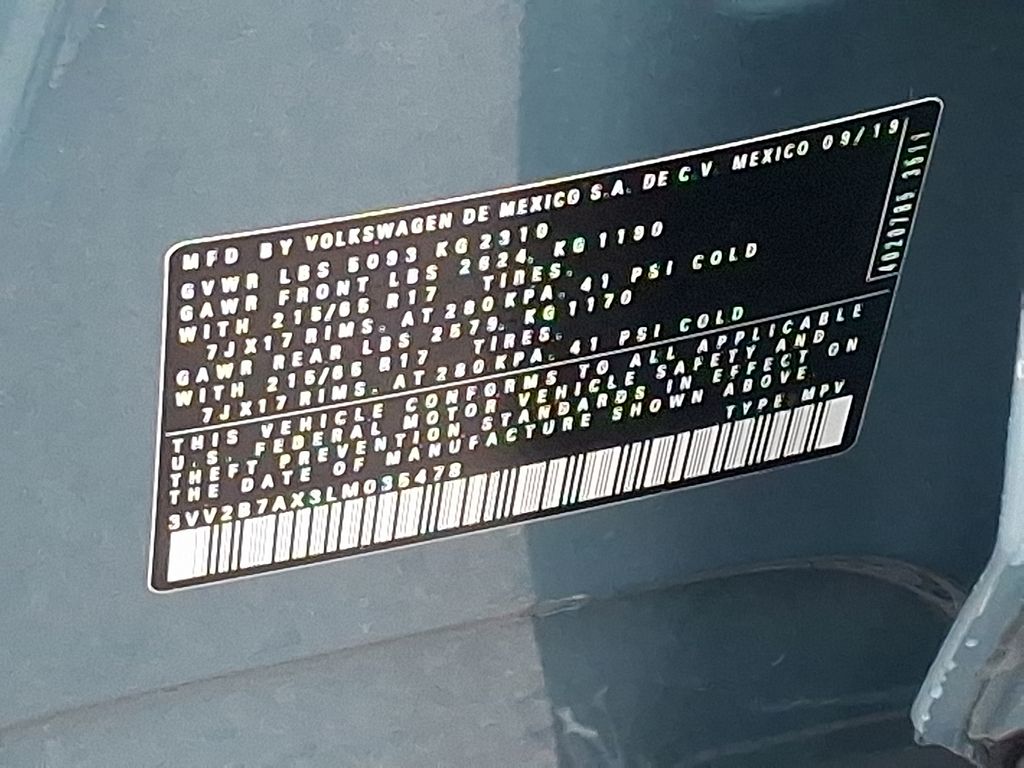 MFD BY VOLKSWAGEN DE MEXICO S.A. DE C.V. MEXICO 09/19
GVWR LBS 5093 KG 2310
GAWR FRONT LBS 2624. KG 1190
WITH 215/65 R17 TIRES.
7JX17 RIMS. AT 280 KPA. 41 PSI COLD
GAWR REAR LBS 2579. KG 1170
WITH 215/65 R17 TIRES.
7JX17 RIMS. AT 280 KPA. 41 PSI COLD
THIS VEHICLE CONFORMS TO ALL APPLICABLE
U.S. FEDERAL MOTOR VEHICLE SAFETY AND
THEFT PREVENTION STANDARDS IN EFFECT ON
THE DATE OF MANUFACTURE SHOWN ABOVE.
TYPE MPV
3VV2B7AX3LM035478